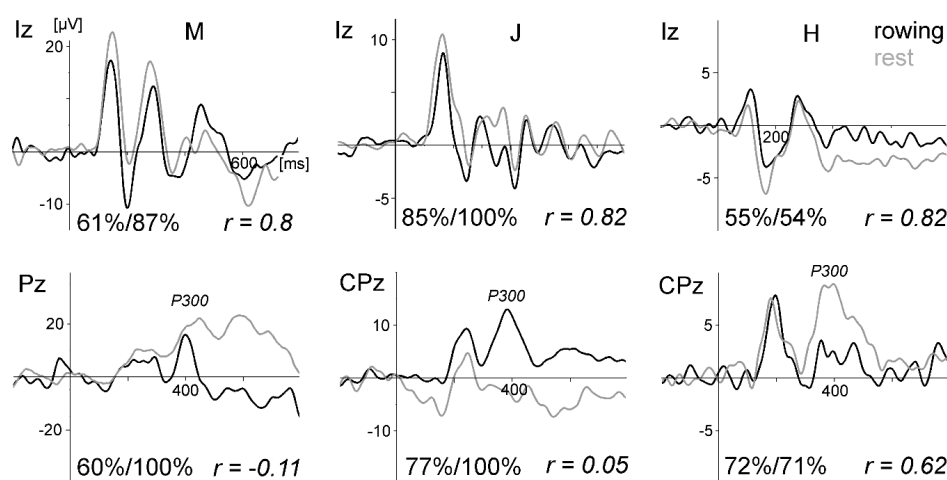 Iz [µV] M
20
600 [ms]
-10
61%/87% r = 0.8
Iz J
10
-5
85%/100% r = 0.82
Iz H rowing
rest
5
200
-5
55%/54% r = 0.82
Pz
P300
20
400
-20
60%/100% r = -0.11
CPz
P300
10
400
-10
77%/100% r = 0.05
CPz P300
5
400
-5
72%/71% r = 0.62